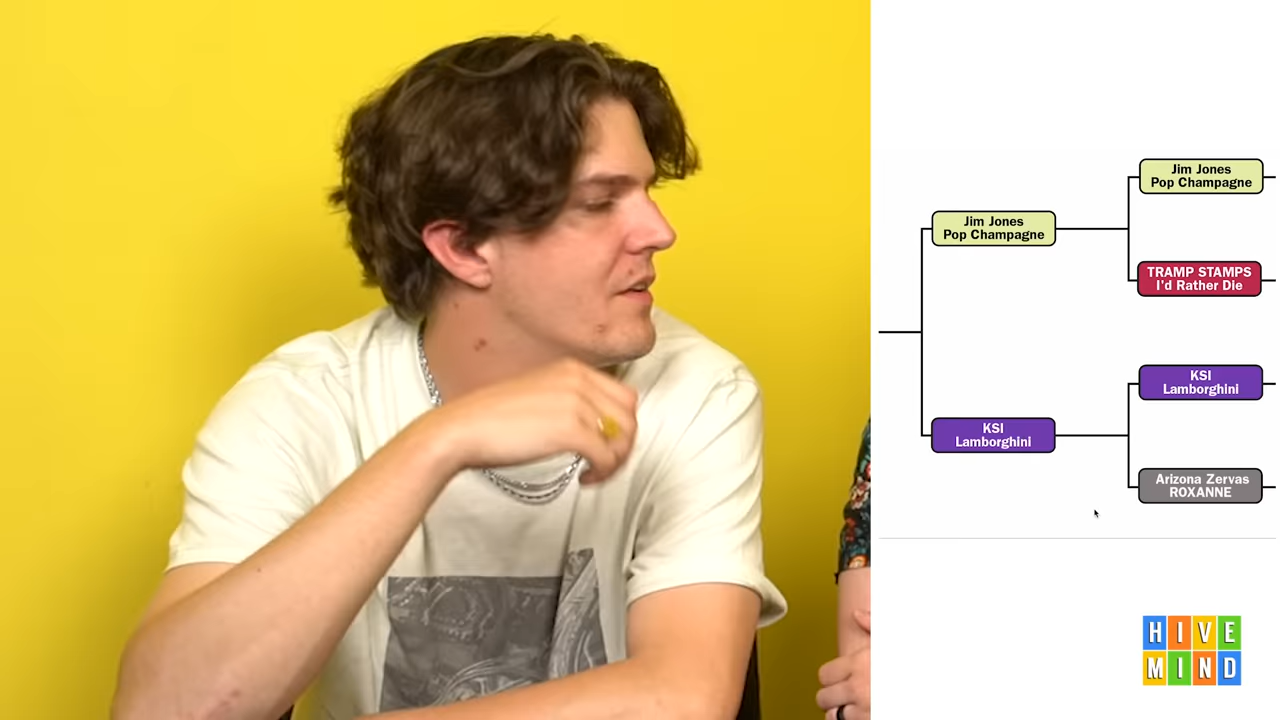 Jim Jones
Pop Champagne
Jim Jones
Pop Champagne
TRAMP STAMPS
I'd Rather Die
KSI
Lamborghini
KSI
Lamborghini
Arizona Zervas
ROXANNE
HIVE
MIND